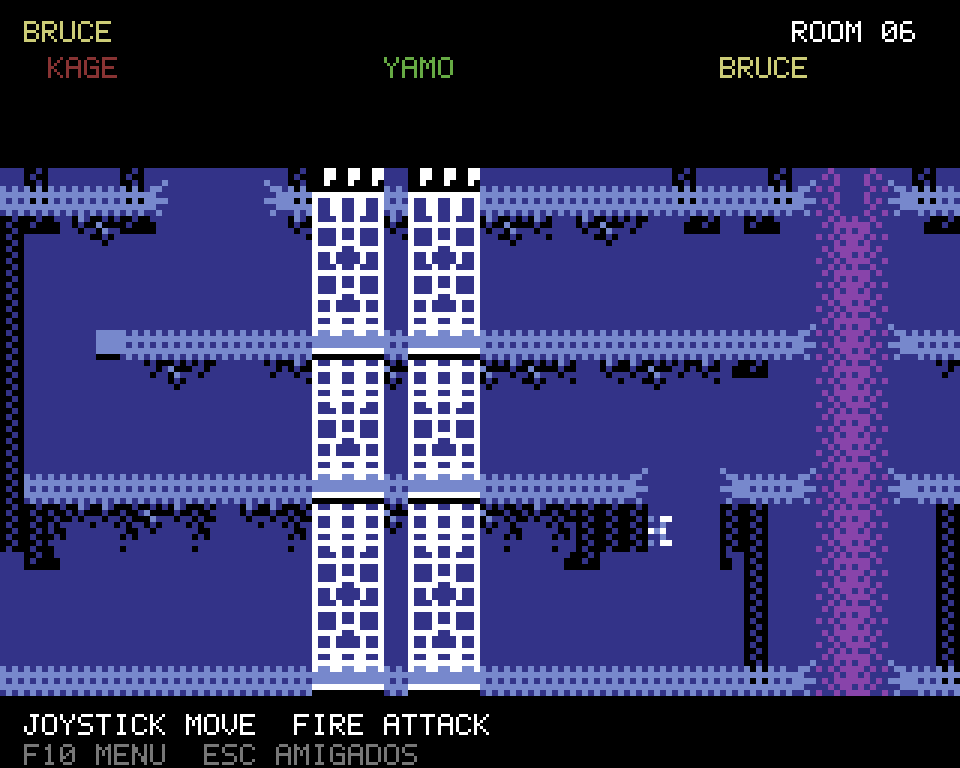 BRUCE ROOM 06
KAGE YAMO BRUCE
JOYSTICK MOVE FIRE ATTACK
F10 MENU ESC AMIGADOS